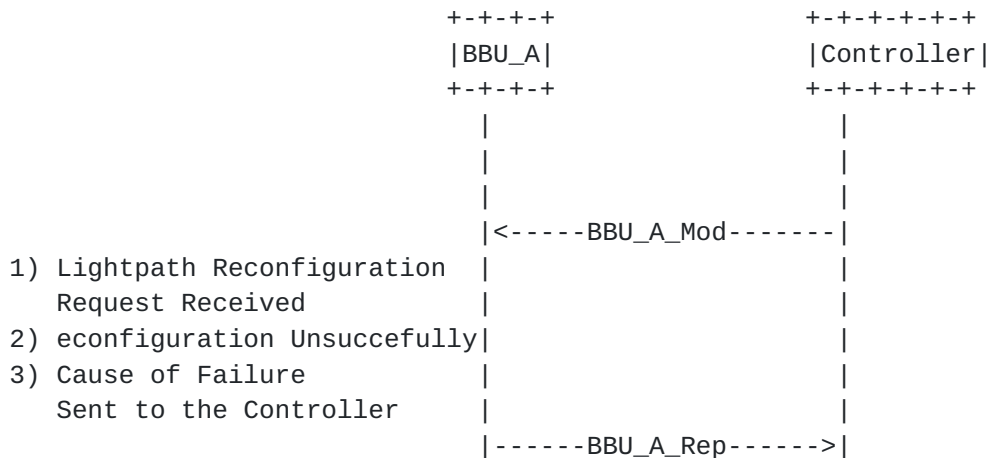 +-+-+-+ +-+-+-+-+-+
|BBU_A| |Controller|
+-+-+-+ +-+-+-+-+-+
| |
| |
| |
|<-----BBU_A_Mod-------|
1) Lightpath Reconfiguration | |
Request Received | |
2) econfiguration Unsuccefully| |
3) Cause of Failure | |
Sent to the Controller | |
|------BBU_A_Rep------>|